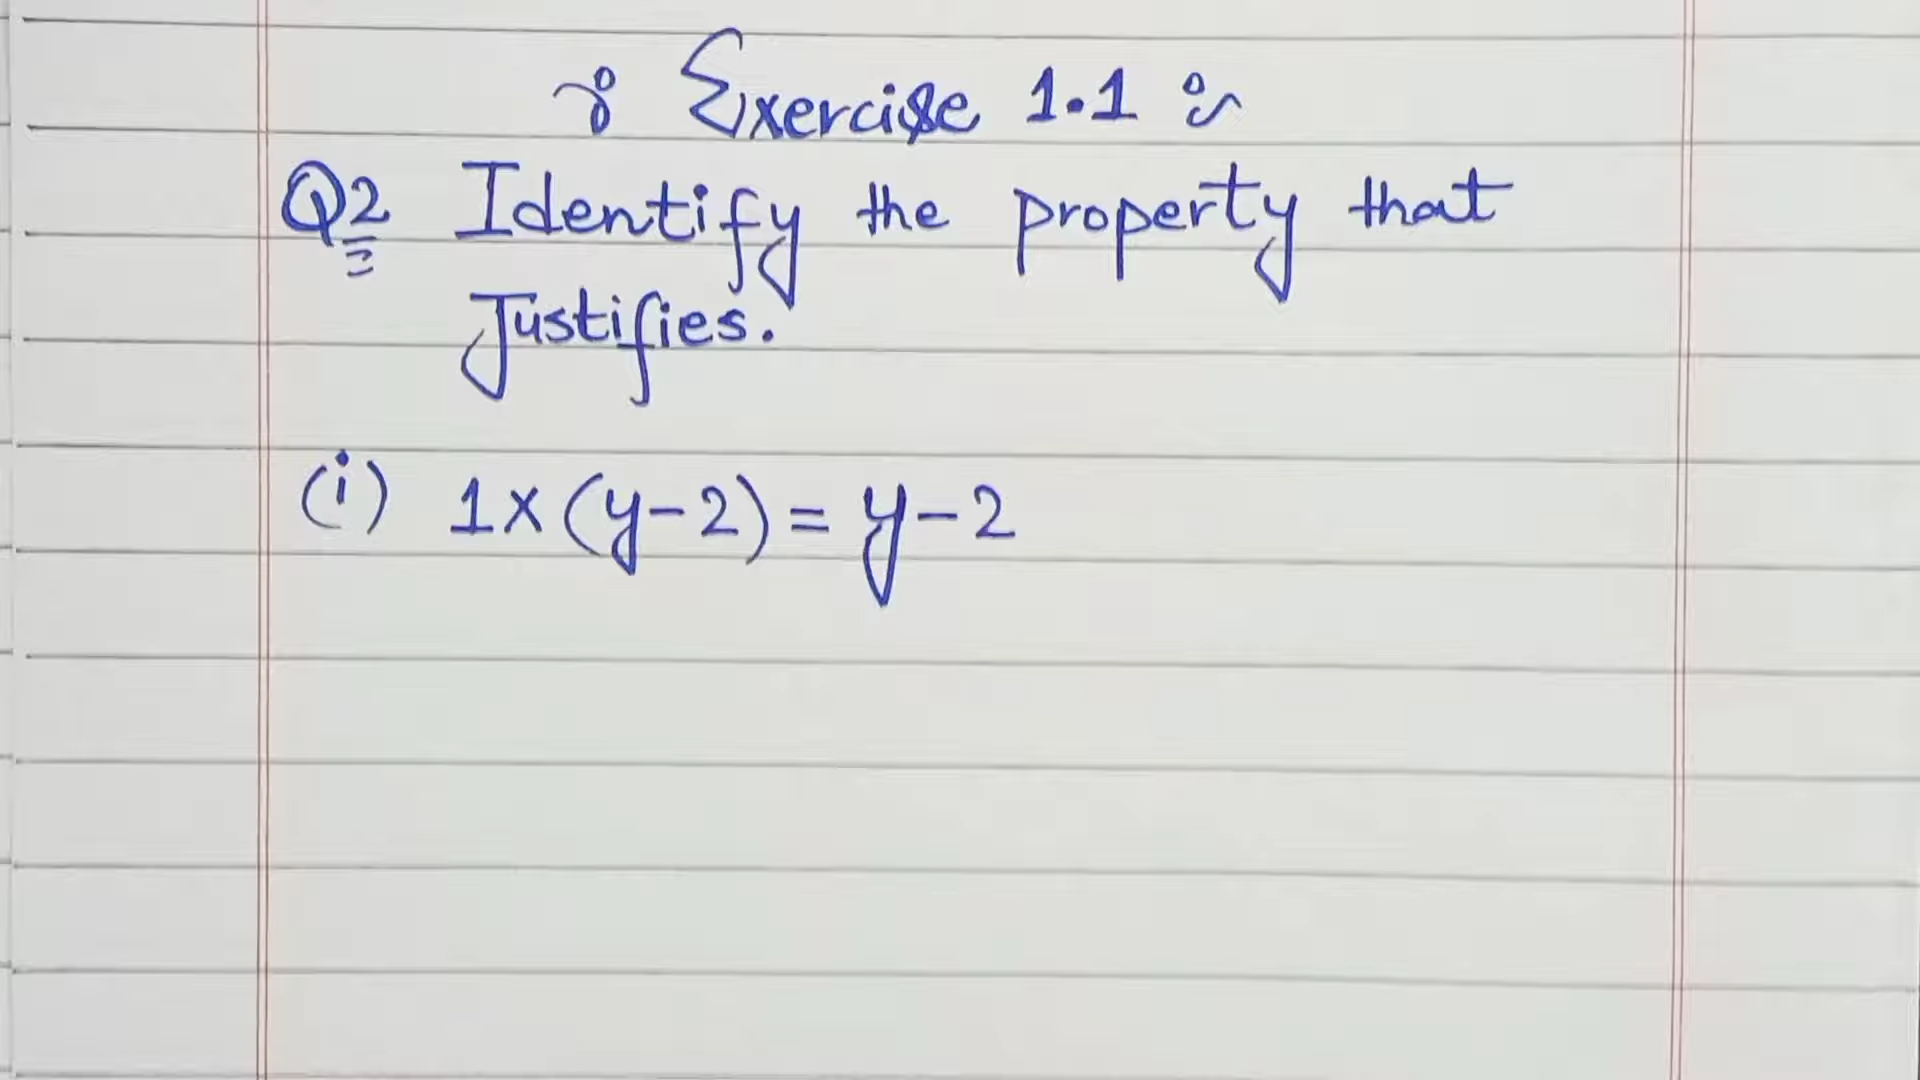 Exercise 1.1
Q2 Identify the property that
Justifies.
(i) 1×(y-2)= y-2